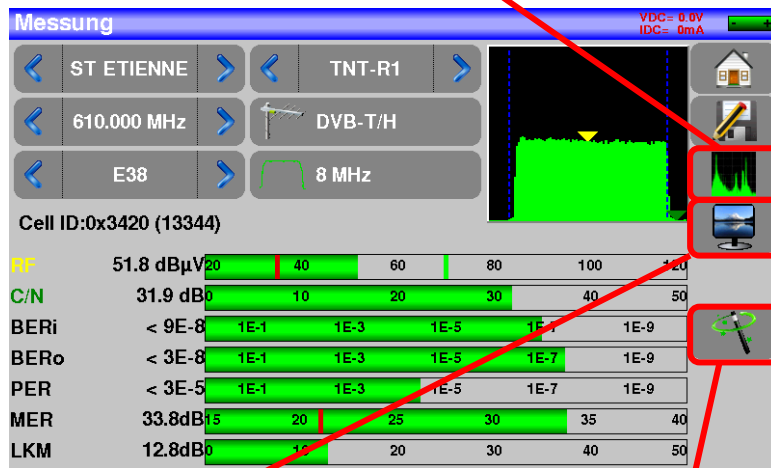 Messung
VDC= 0.0V
IDC= 0mA
- +
ST ETIENNE
TNT-R1
610.000 MHz
DVB-T/H
E38
8 MHz
Cell ID:0x3420 (13344)
RF 51.8 dBµV 20 40 60 80 100 120
C/N 31.9 dB 0 10 20 30 40 50
BERi < 9E-8 1E-1 1E-3 1E-5 1E-7 1E-9
BERo < 3E-8 1E-1 1E-3 1E-5 1E-7 1E-9
PER < 3E-5 1E-1 1E-3 1E-5 1E-7 1E-9
MER 33.8dB 15 20 25 30 35 40
LKM 12.8dB 0 10 20 30 40 50